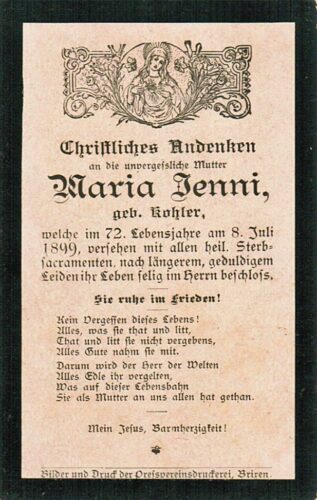 Christliches Andenken
an die unvergessliche Mutter
Maria Jenni,
geb. Kohler,
welche im 72. Lebensjahre am 8. Juli
1899, versehen mit allen heil. Sterb-
sacramenten, nach längerem, geduldigem
Leiden ihr Leben selig im Herrn beschloss.
Sie ruhe im Frieden!
Kein Vergessen dieses Lebens!
Alles, was sie that und litt,
That und litt sie nicht vergebens,
Alles Gute nahm sie mit.
Darum wird der Herr der Welten
Alles Edle ihr vergelten,
Was auf dieser Lebensbahn
Sie als Mutter an uns allen hat gethan.
Mein Jesus, Barmherzigkeit!
Bilder und Druck der Pressvereinsdruckerei, Brixen.